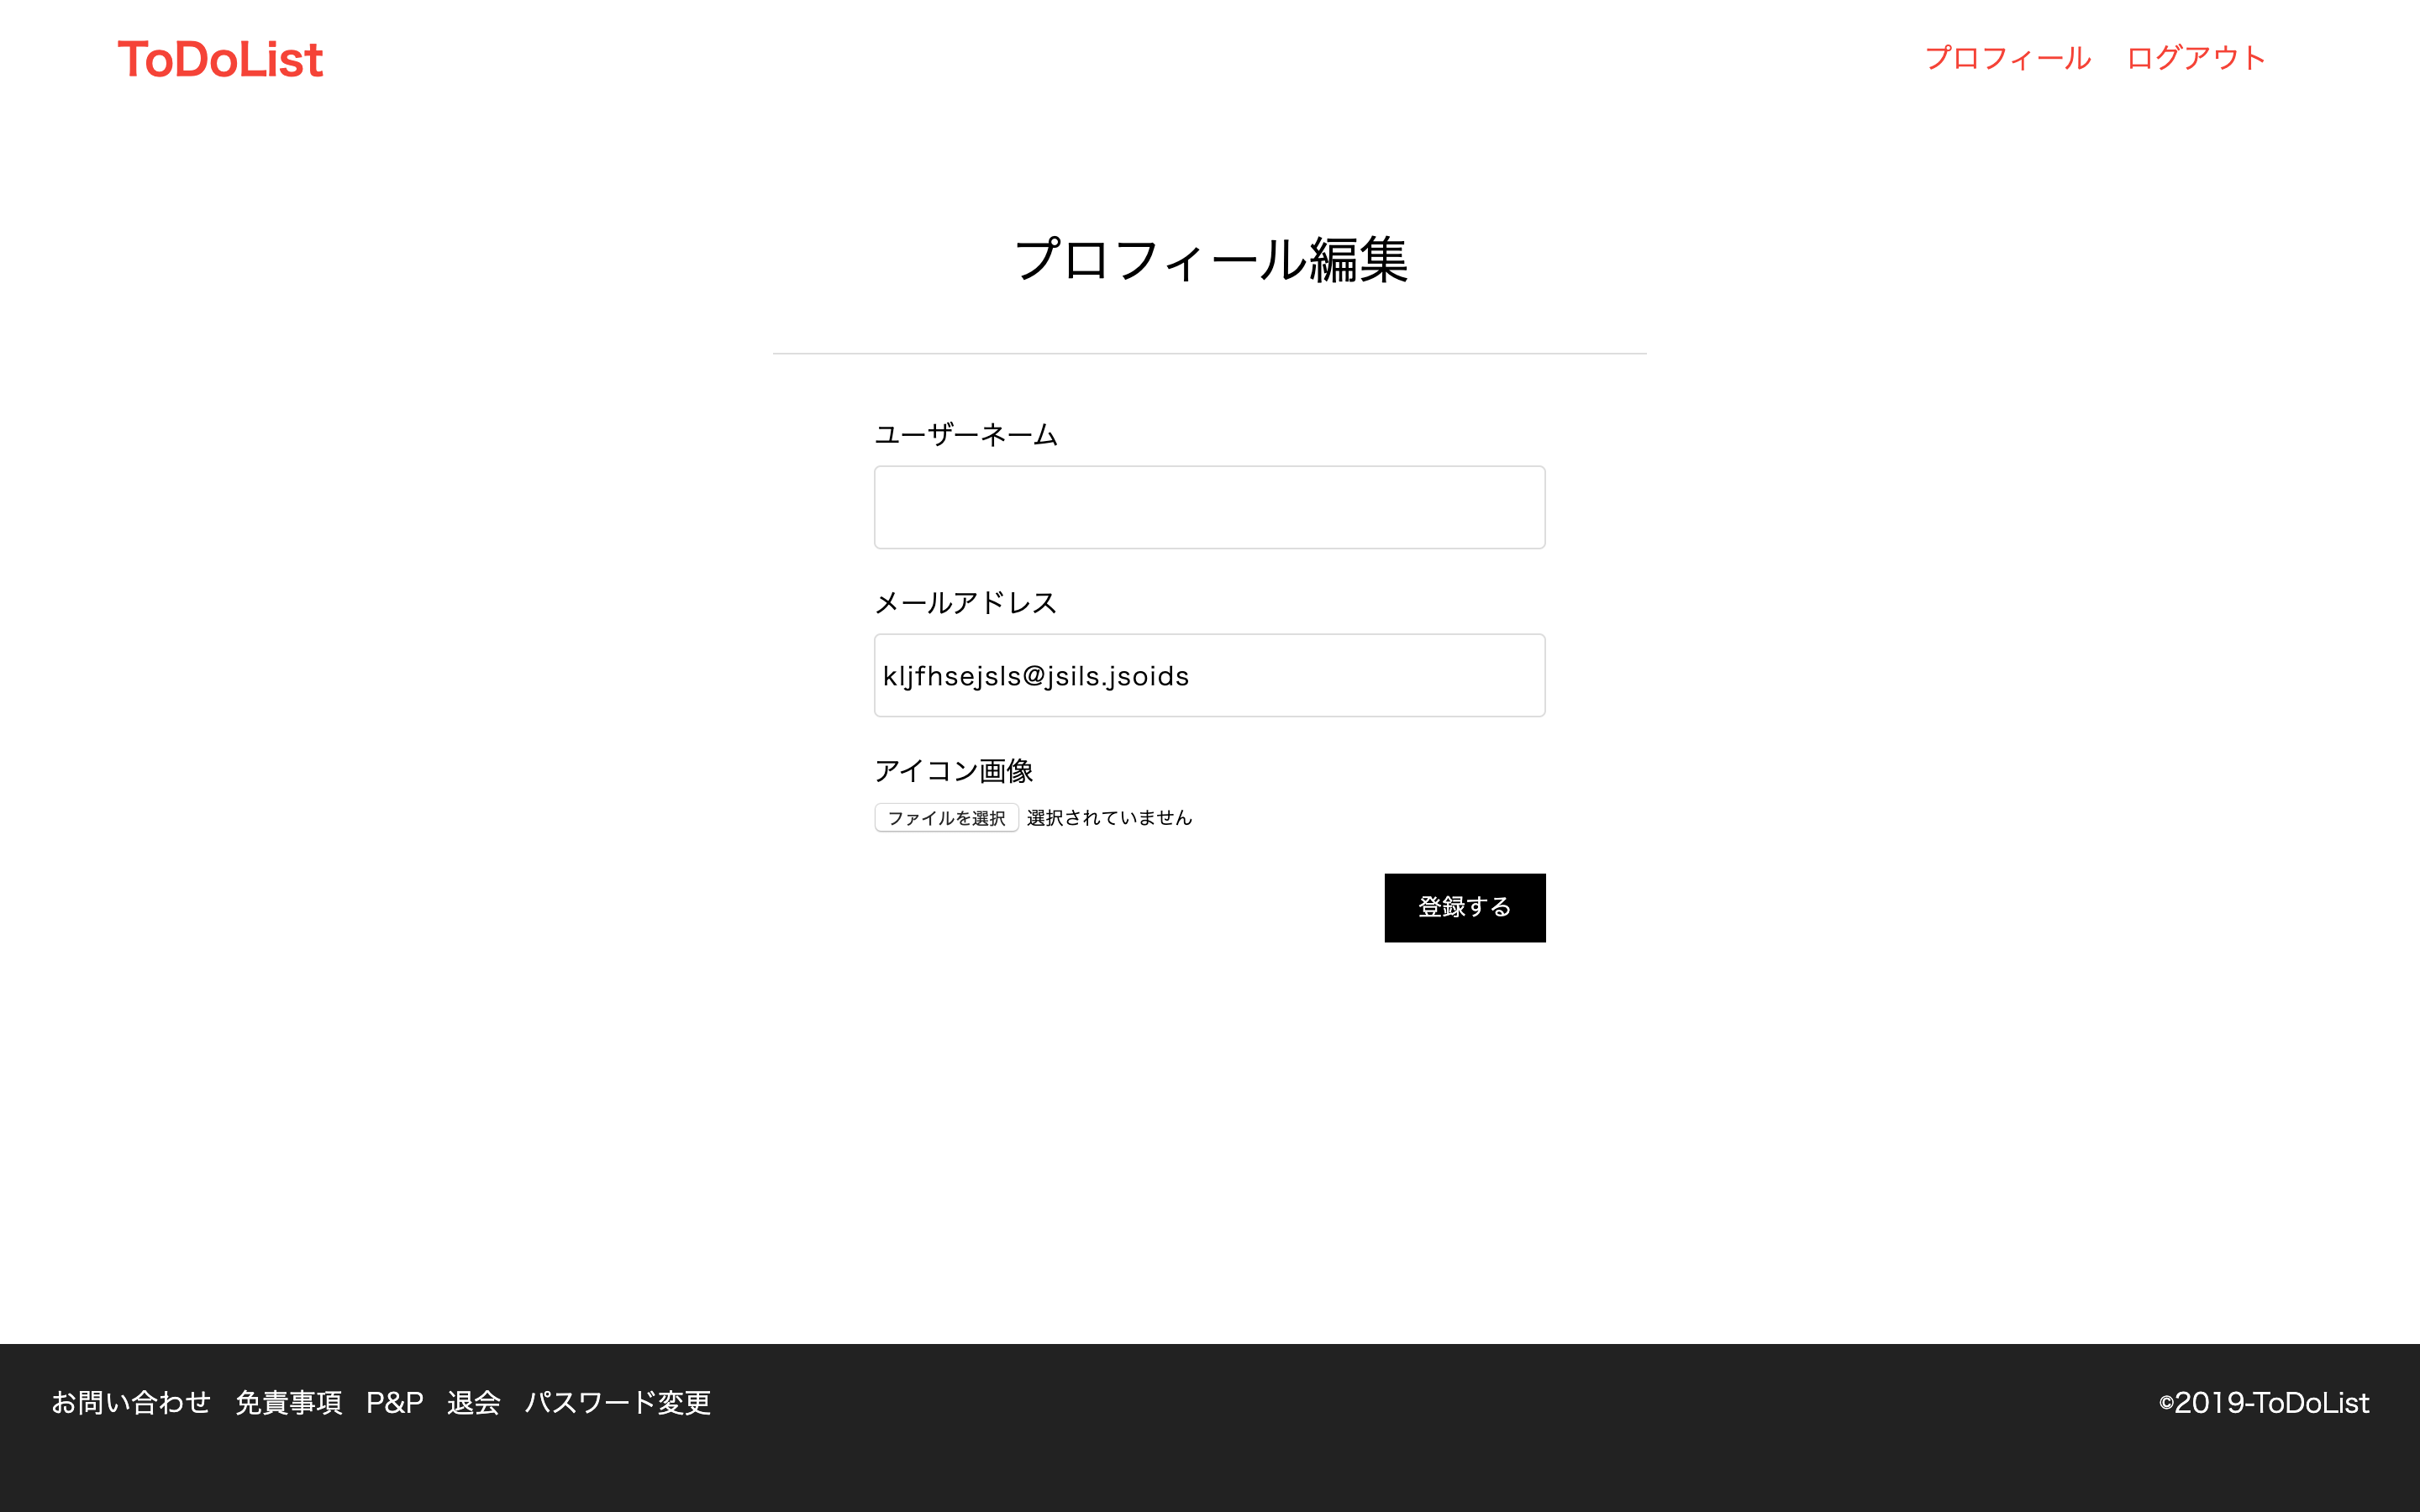 ToDoList
プロフィール ログアウト
プロフィール編集
ユーザーネーム
メールアドレス
kljfhsejsls@jsils.jsoids
アイコン画像
ファイルを選択 選択されていません
登録する
お問い合わせ 免責事項 P&P 退会 パスワード変更
©2019-ToDoList